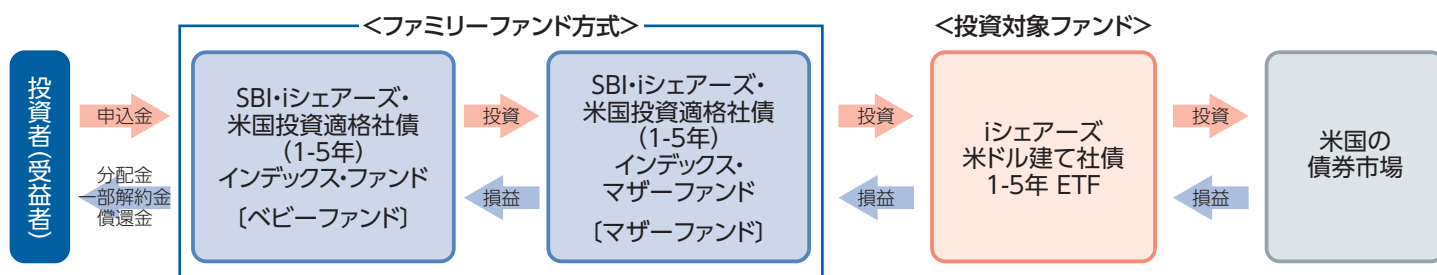 <ファミリーファンド方式>
<投資対象ファンド>
投資者(受益者)
申込金
分配金
一部解約金
償還金
SBI・iシェアーズ・
米国投資適格社債
(1-5年)
インデックス・ファンド
〔ベビーファンド〕
投資
損益
SBI・iシェアーズ・
米国投資適格社債
(1-5年)
インデックス・
マザーファンド
〔マザーファンド〕
投資
損益
iシェアーズ
米ドル建て社債
1-5年 ETF
投資
損益
米国の
債券市場